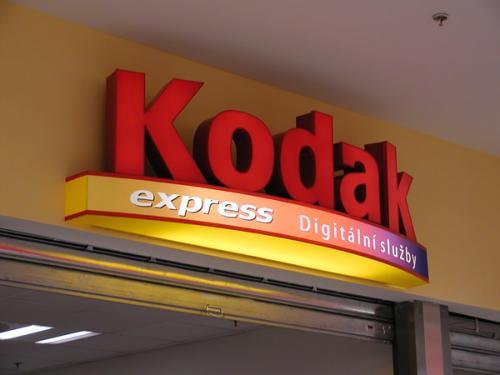 Kodak
express Digitální služby